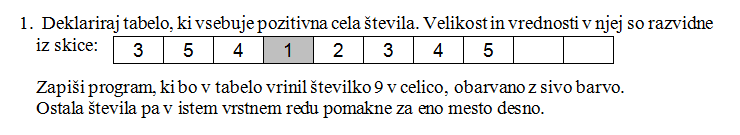 1. Deklariraj tabelo, ki vsebuje pozitivna cela števila. Velikost in vrednosti v njej so razvidne
iz skice: 3 5 4 1 2 3 4 5
Zapiši program, ki bo v tabelo vrinil številko 9 v celico, obarvano z sivo barvo.
Ostala števila pa v istem vrstnem redu pomakne za eno mesto desno.